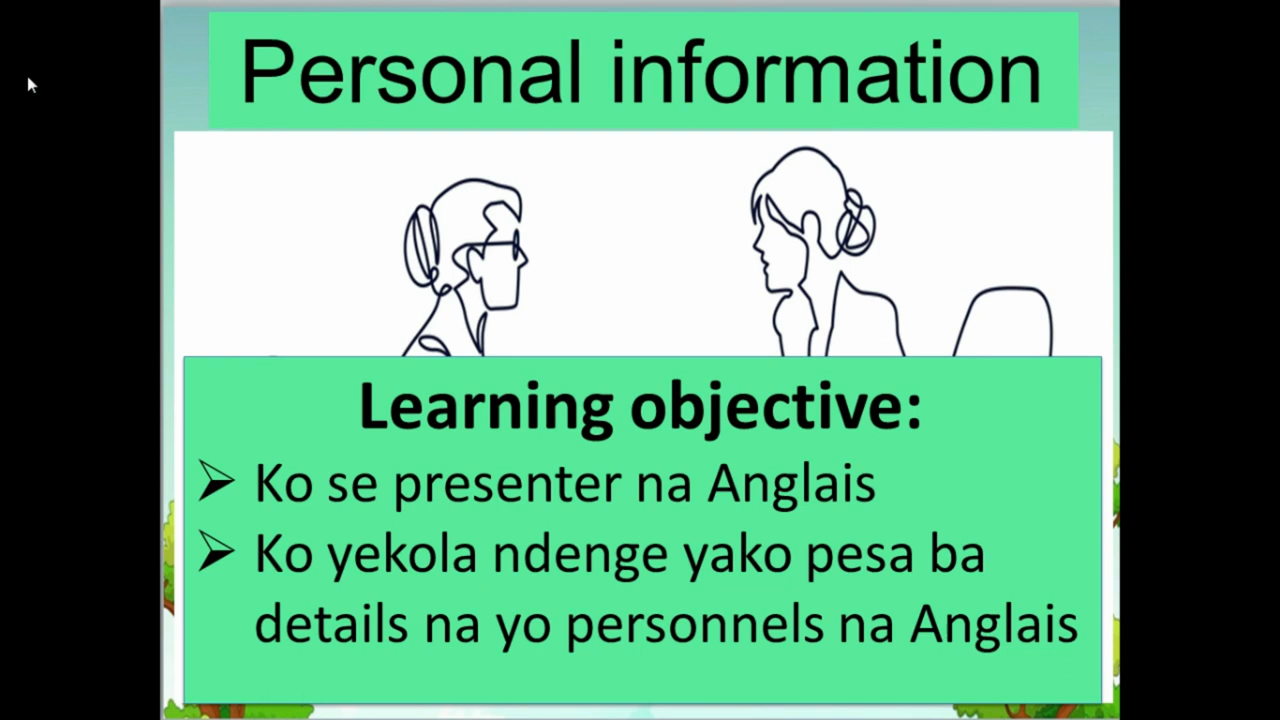 Personal information
Learning objective:
➢ Ko se presenter na Anglais
➢ Ko yekola ndenge yako pesa ba
details na yo personnels na Anglais